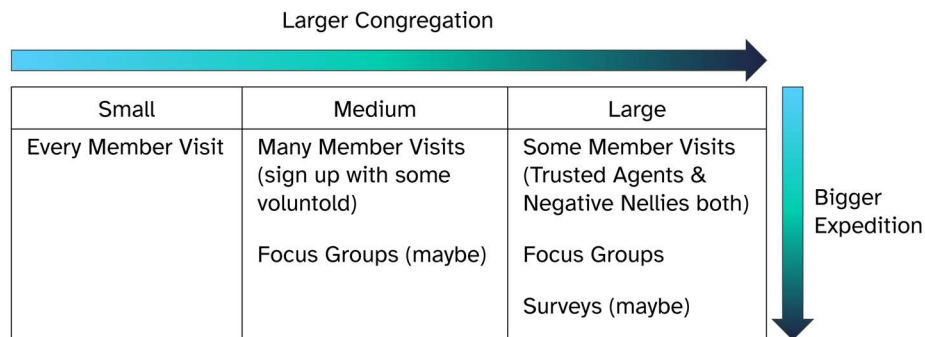 Larger Congregation
Small
Medium
Large
Every Member Visit
Many Member Visits
(sign up with some
voluntold)
Focus Groups (maybe)
Some Member Visits
(Trusted Agents &
Negative Nellies both)
Focus Groups
Surveys (maybe)
Bigger
Expedition